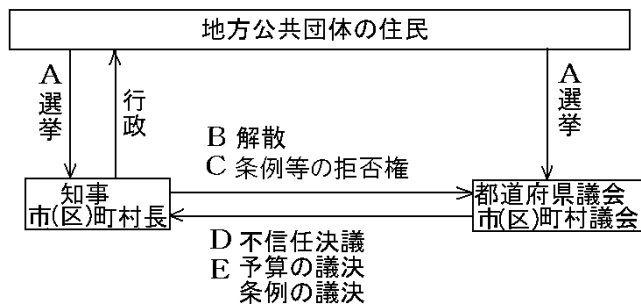 地方公共団体の住民
A
選挙
行政
A
選挙
B 解散
C 条例等の拒否権
知事
市(区)町村長
都道府県議会
市(区)町村議会
D 不信任決議
E 予算の議決
条例の議決